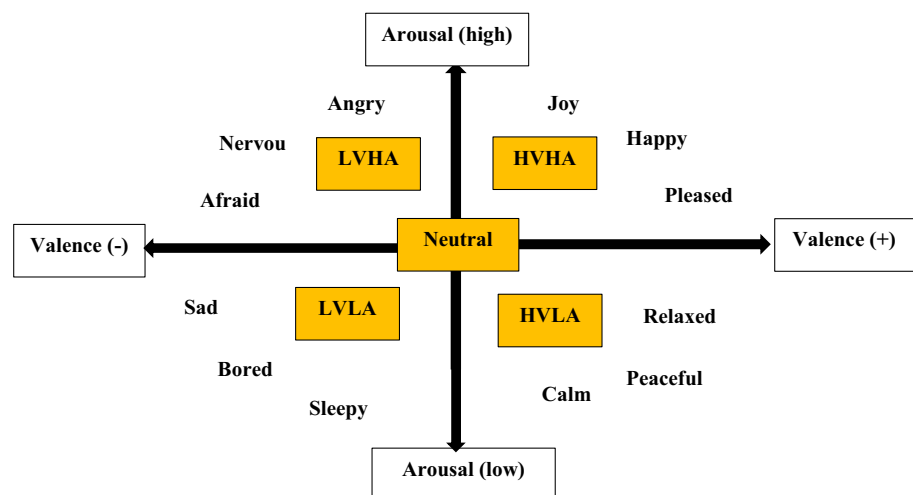 Arousal (high)
Angry
Joy
Nervou
LVHA
HVHA
Happy
Afraid
Pleased
Valence (-)
Neutral
Valence (+)
Sad
LVLA
HVLA
Relaxed
Bored
Peaceful
Sleepy
Calm
Arousal (low)